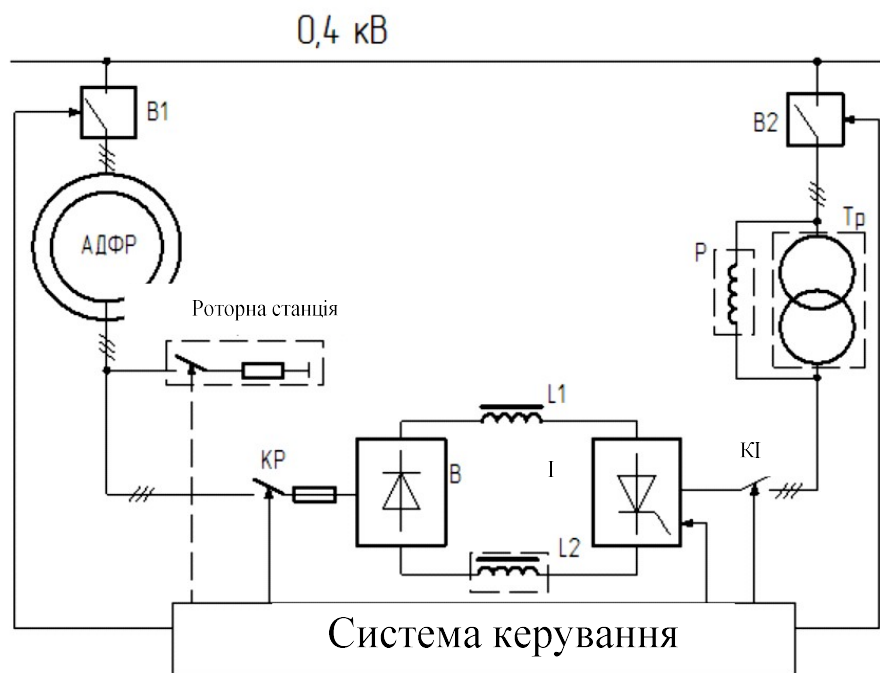 0,4 кВ
В1
В2
АДФР
Тр
Р
Роторна станція
L1
КР
В
І
КІ
L2
Система керування